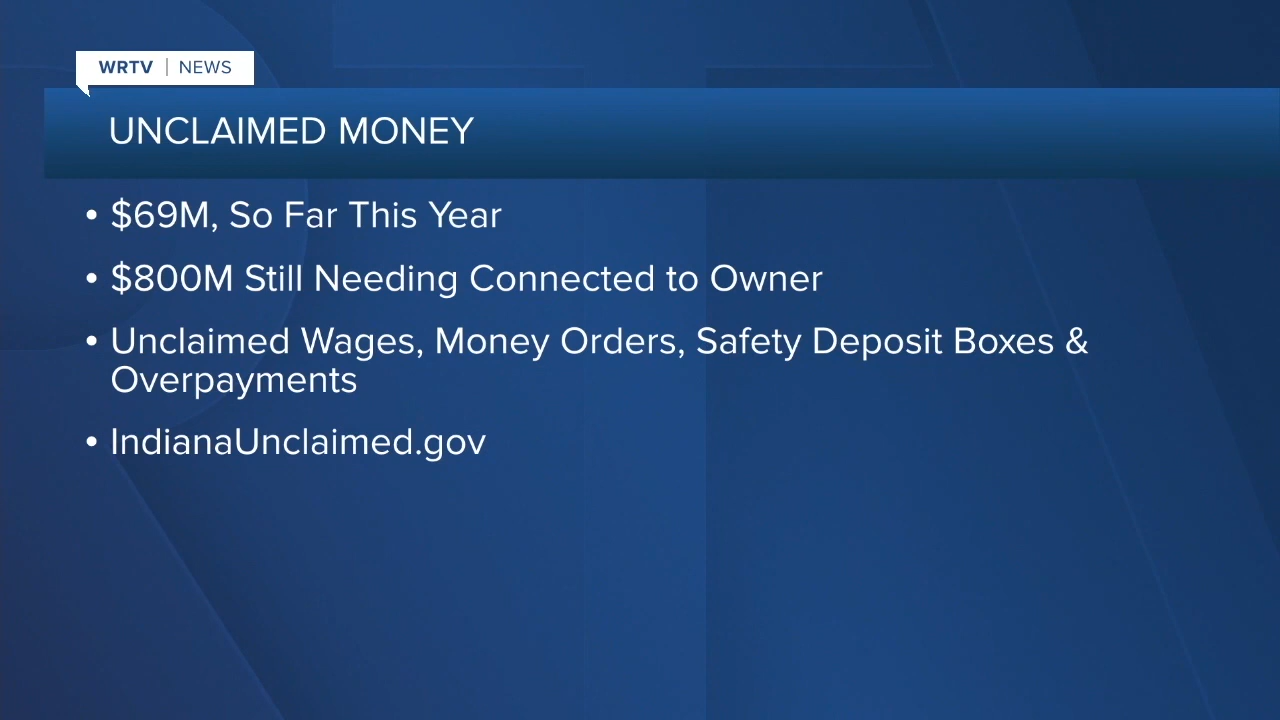 WRTV | NEWS
UNCLAIMED MONEY
• $69M, So Far This Year
• $800M Still Needing Connected to Owner
• Unclaimed Wages, Money Orders, Safety Deposit Boxes &
Overpayments
• IndianaUnclaimed.gov